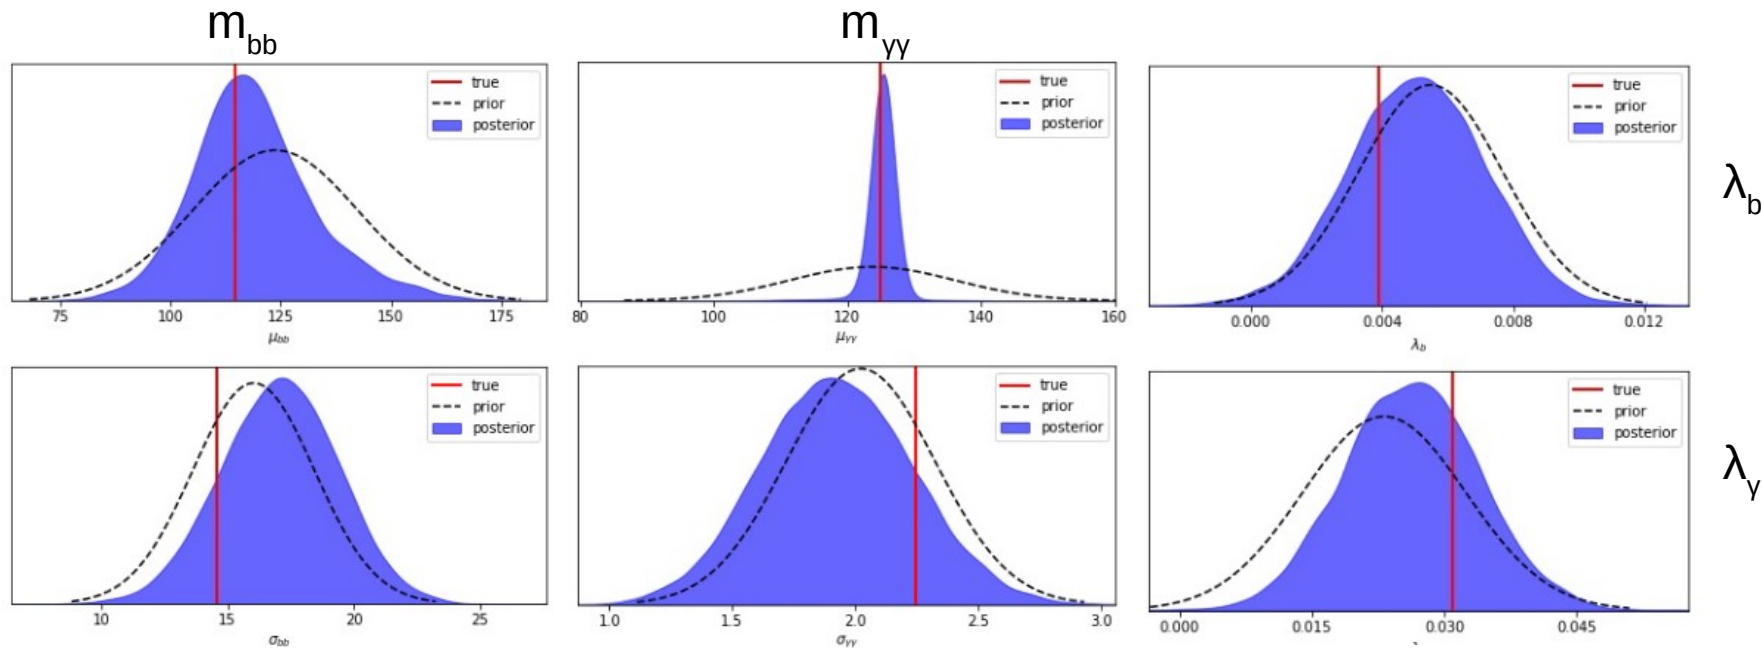 m_bb
m_γγ
true
prior
posterior
75 100 125 150 175
μ_bb
true
prior
posterior
80 100 120 140 160
μ_γγ
true
prior
posterior
0.000 0.004 0.008 0.012
λ_b
λ_b
true
prior
posterior
10 15 20 25
σ_bb
true
prior
posterior
1.0 1.5 2.0 2.5 3.0
σ_γγ
true
prior
posterior
0.000 0.015 0.030 0.045
λ_γ